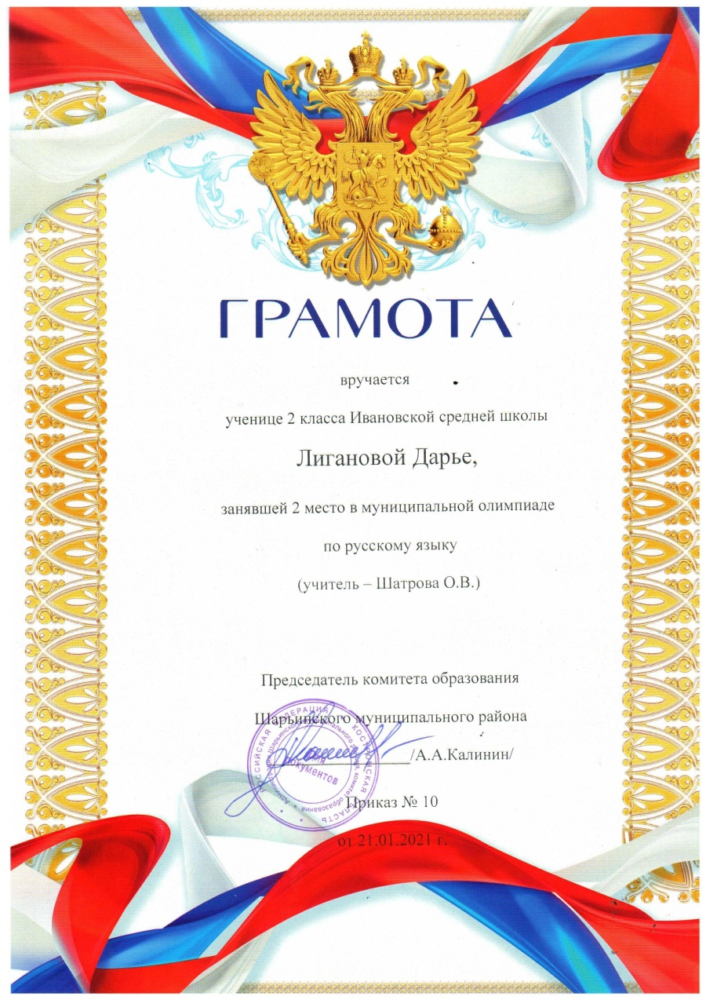 ГРАМОТА
вручается
ученице 2 класса Ивановской средней школы
Лигановой Дарье,
занявшей 2 место в муниципальной олимпиаде
по русскому языку
(учитель – Шатрова О.В.)
Председатель комитета образования
Шарьинского муниципального района
/А.А.Калинин/
РОССИЙСКАЯ ФЕДЕРАЦИЯ * КОСТРОМСКАЯ ОБЛАСТЬ *
комитет образования
документов
Приказ № 10
от 21.01.2021 г.